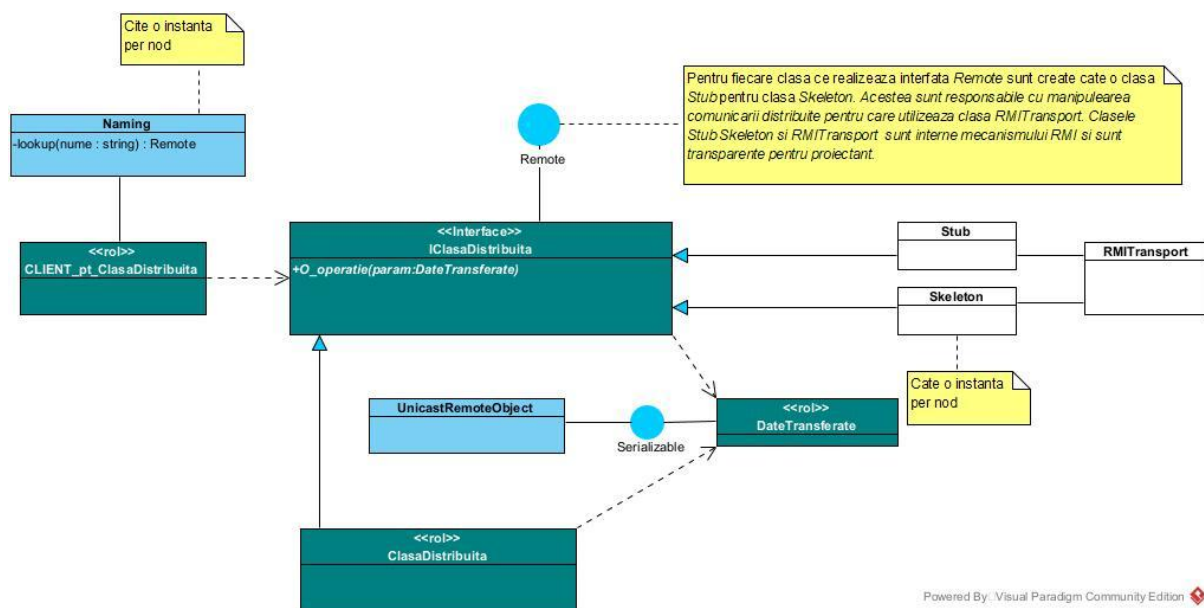 Cite o instanta
per nod
Pentru fiecare clasa ce realizeaza interfata Remote sunt create cate o clasa
Stub pentru clasa Skeleton. Acestea sunt responsabile cu manipulearea
comunicarii distribuite pentru care utilizeaza clasa RMITransport. Clasele
Stub Skeleton si RMITransport sunt interne mecanismului RMI si sunt
transparente pentru proiectant.
Naming
-lookup(nume : string) : Remote
Remote
<<rol>>
CLIENT_pt_ClasaDistribuita
<<Interface>>
IClasaDistribuita
+O_operatie(param:DateTransferate)
Stub
RMITransport
Skeleton
Cate o instanta
per nod
UnicastRemoteObject
Serializable
<<rol>>
DateTransferate
<<rol>>
ClasaDistribuita
Powered By: Visual Paradigm Community Edition